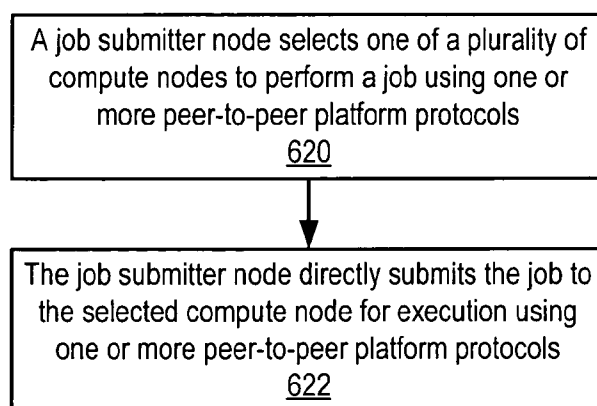 A job submitter node selects one of a plurality of
compute nodes to perform a job using one or
more peer-to-peer platform protocols
620
The job submitter node directly submits the job to
the selected compute node for execution using
one or more peer-to-peer platform protocols
622